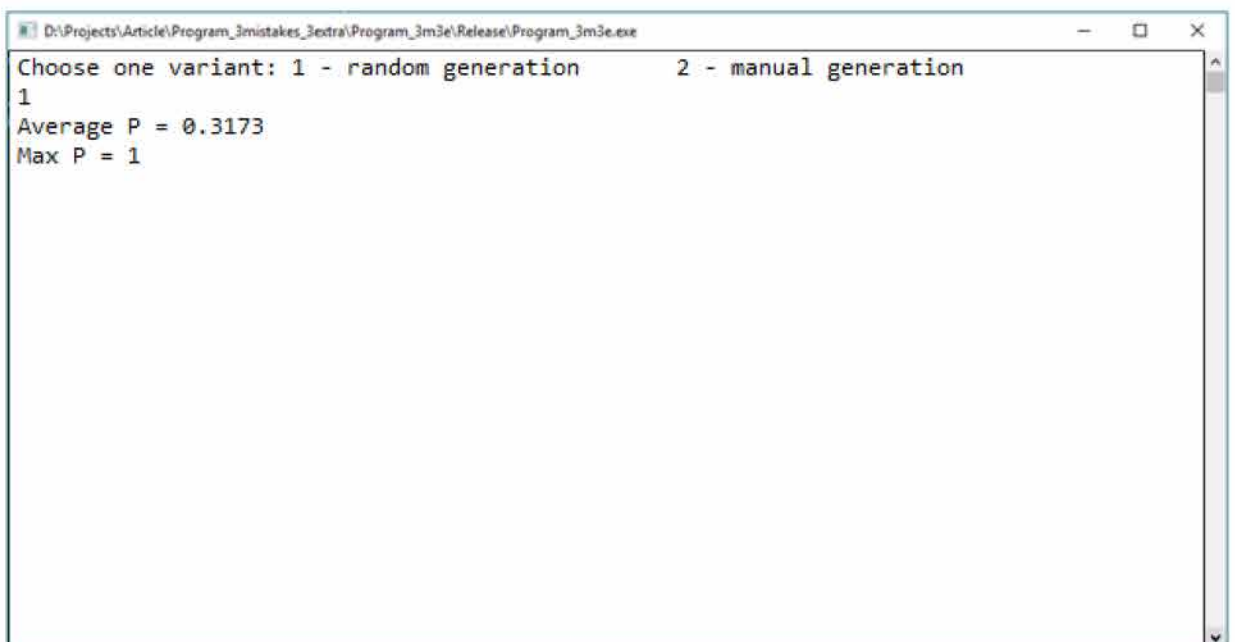 D:\Projects\Article\Program_3mistakes_3extra\Program_3m3e\Release\Program_3m3e.exe
Choose one variant: 1 - random generation 2 - manual generation
1
Average P = 0.3173
Max P = 1